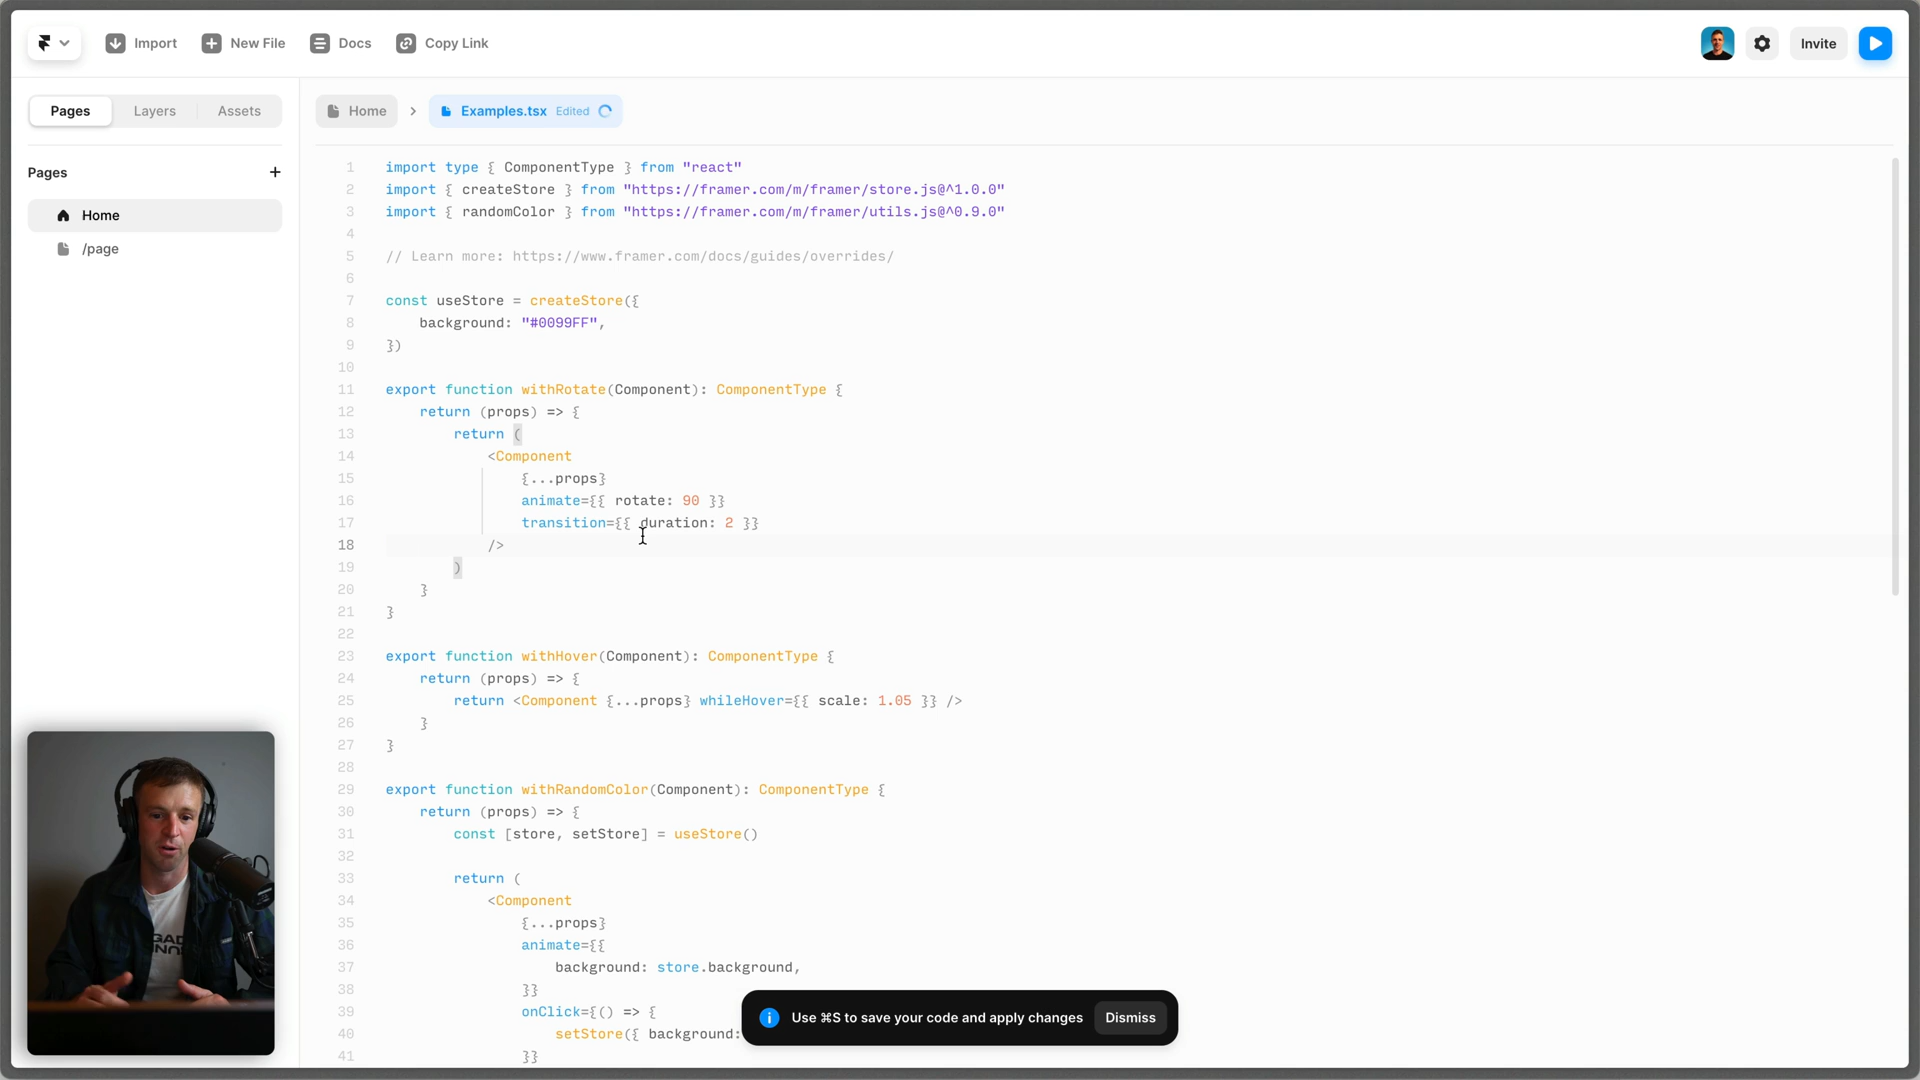 Import
New File
Docs
Copy Link
Invite
Pages
Layers
Assets
Home
Examples.tsx
Edited
Pages
Home
/page
1 import type { ComponentType } from "react"
2 import { createStore } from "https://framer.com/m/framer/store.js@^1.0.0"
3 import { randomColor } from "https://framer.com/m/framer/utils.js@^0.9.0"
4
5 // Learn more: https://www.framer.com/docs/guides/overrides/
6
7 const useStore = createStore({
8 background: "#0099FF",
9 })
10
11 export function withRotate(Component): ComponentType {
12 return (props) => {
13 return (
14 <Component
15 {...props}
16 animate={{ rotate: 90 }}
17 transition={{ duration: 2 }}
18 />
19 )
20 }
21 }
22
23 export function withHover(Component): ComponentType {
24 return (props) => {
25 return <Component {...props} whileHover={{ scale: 1.05 }} />
26 }
27 }
28
29 export function withRandomColor(Component): ComponentType {
30 return (props) => {
31 const [store, setStore] = useStore()
32
33 return (
34 <Component
35 {...props}
36 animate={{
37 background: store.background,
38 }}
39 onClick={() => {
40 setStore({ background:
41 }}
Use ⌘S to save your code and apply changes
Dismiss